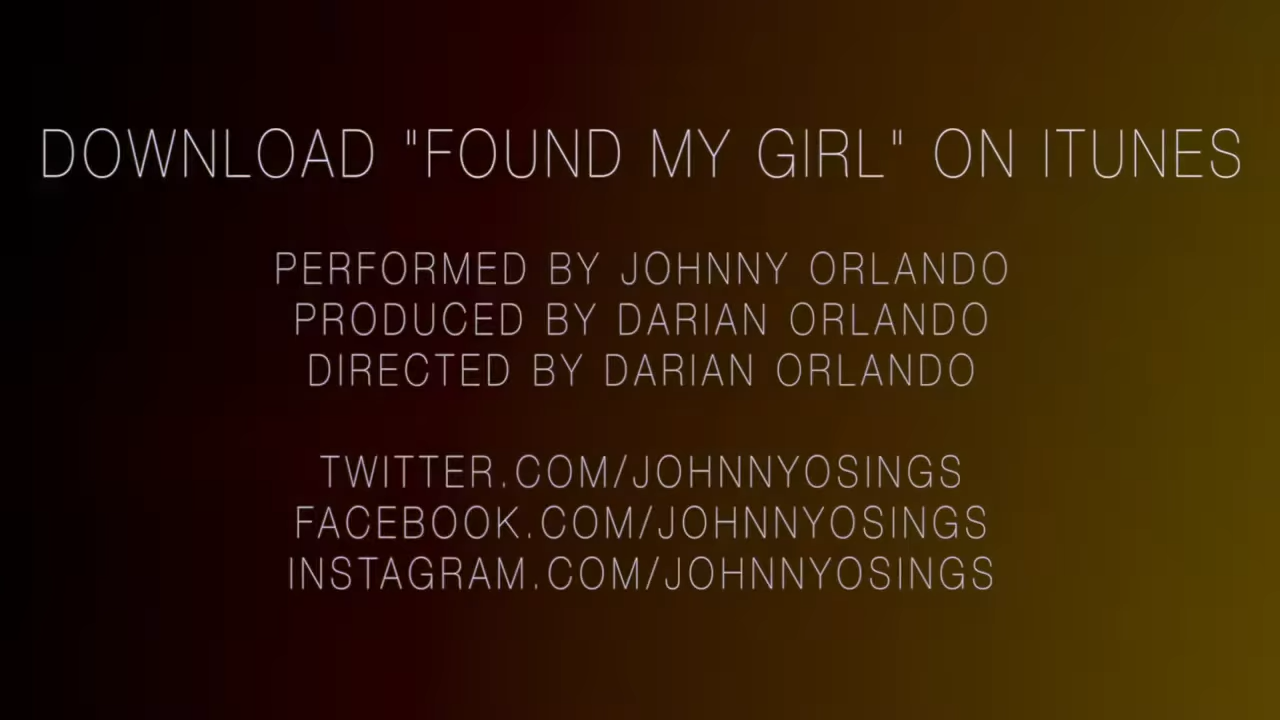 DOWNLOAD "FOUND MY GIRL" ON ITUNES
PERFORMED BY JOHNNY ORLANDO
PRODUCED BY DARIAN ORLANDO
DIRECTED BY DARIAN ORLANDO
TWITTER.COM/JOHNNYOSINGS
FACEBOOK.COM/JOHNNYOSINGS
INSTAGRAM.COM/JOHNNYOSINGS